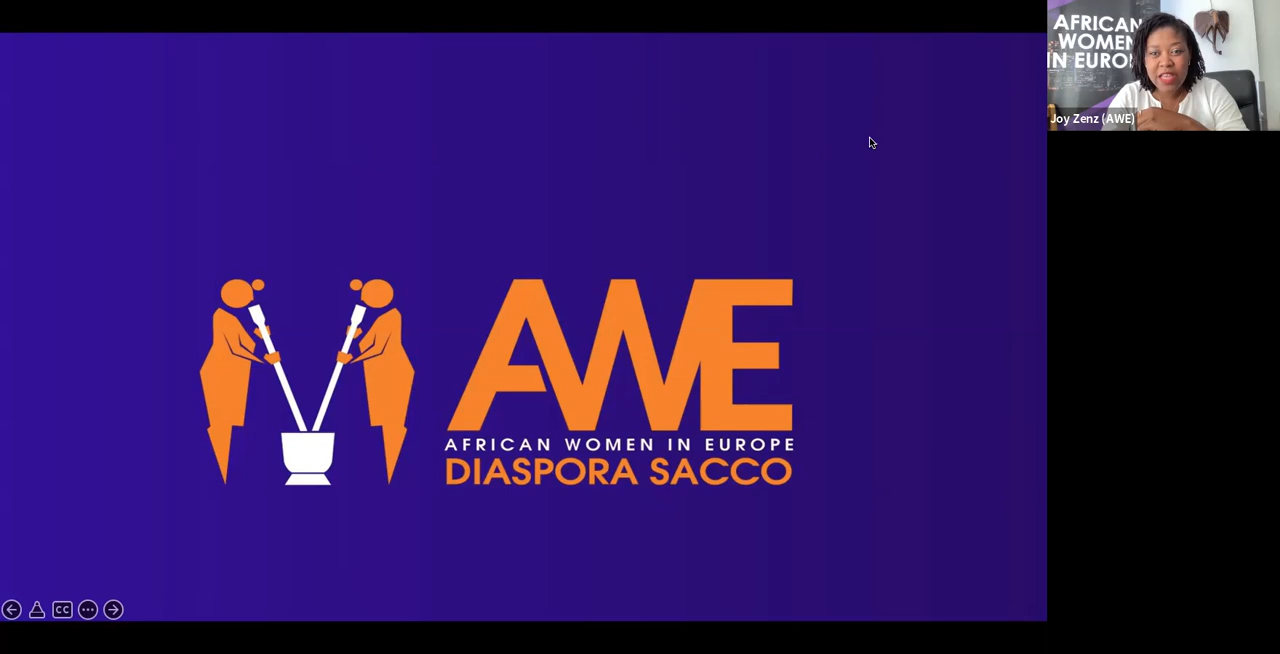 AWE
AFRICAN WOMEN IN EUROPE
DIASPORA SACCO
AFRICAN
WOMEN
IN EURO
Joy Zenz (AWE)
CC